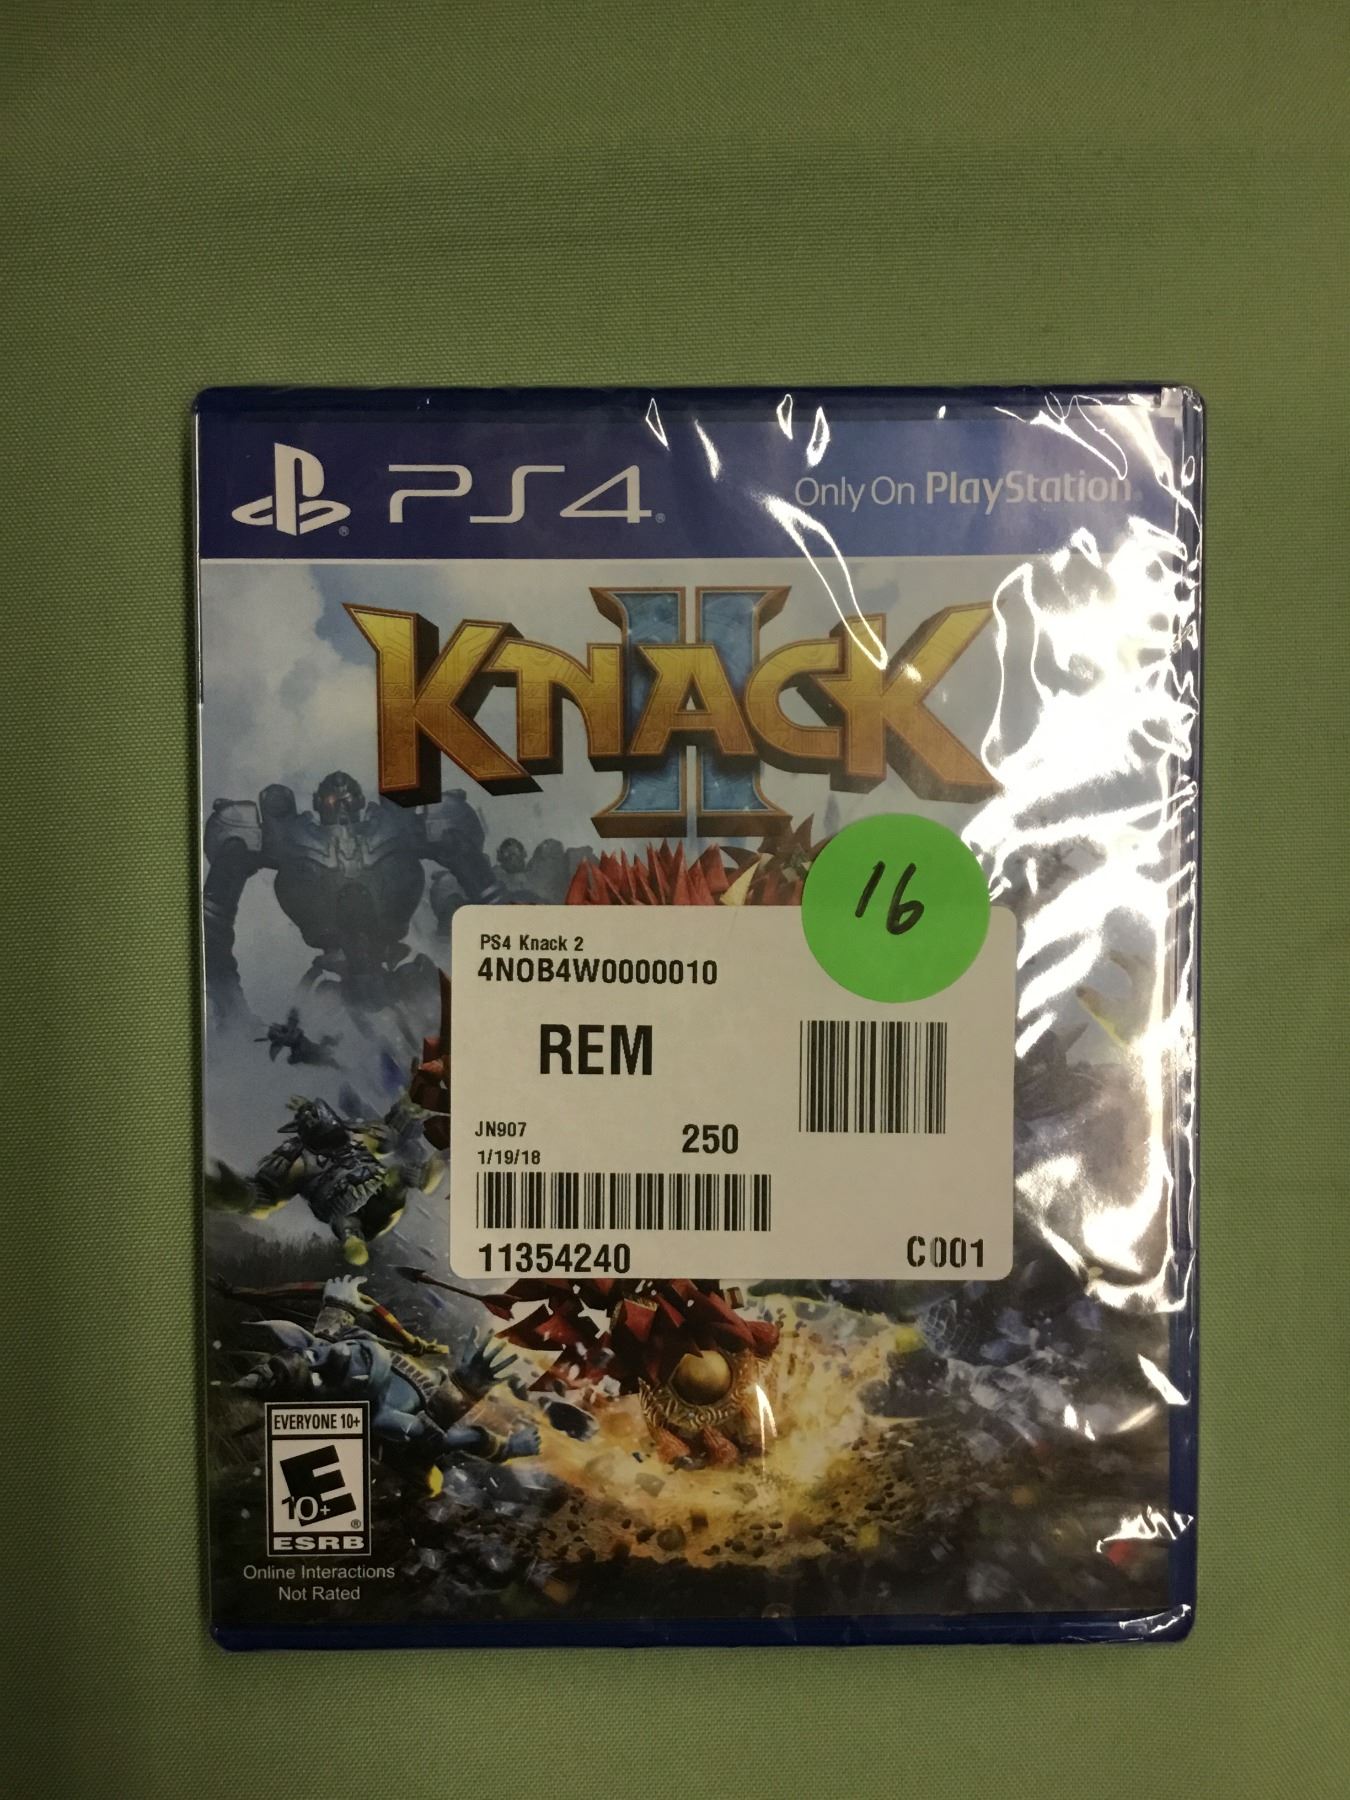 PS4
Only On PlayStation
KNACK
II
16
PS4 Knack 2
4NOB4W0000010
REM
JN907
250
1/19/18
11354240
C001
EVERYONE 10+
E
10+
ESRB
Online Interactions
Not Rated